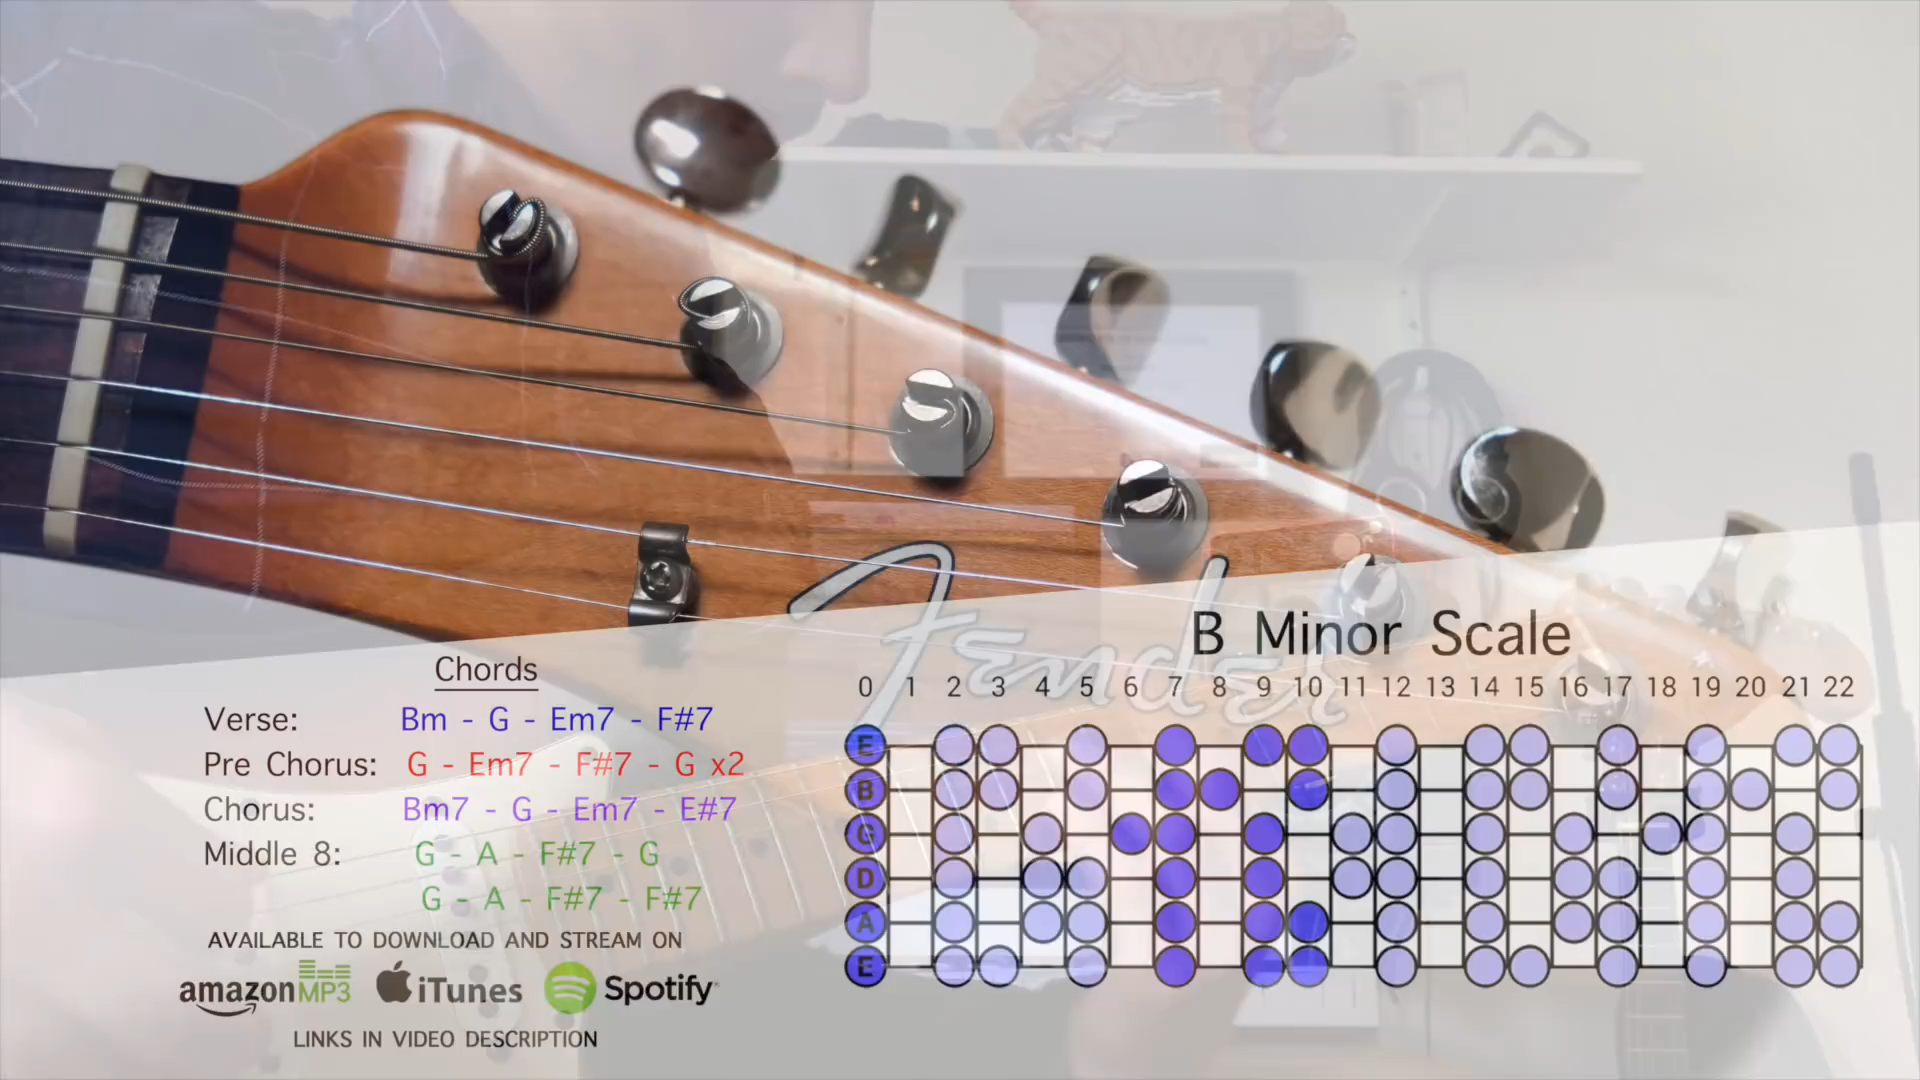 Fender
B Minor Scale
Chords
0 1 2 3 4 5 6 7 8 9 10 11 12 13 14 15 16 17 18 19 20 21 22
Verse: Bm - G - Em7 - F#7
Pre Chorus: G - Em7 - F#7 - G x2
Chorus: Bm7 - G - Em7 - E#7
Middle 8: G - A - F#7 - G
G - A - F#7 - F#7
E
B
G
D
A
E
AVAILABLE TO DOWNLOAD AND STREAM ON
amazon MP3 iTunes Spotify
LINKS IN VIDEO DESCRIPTION